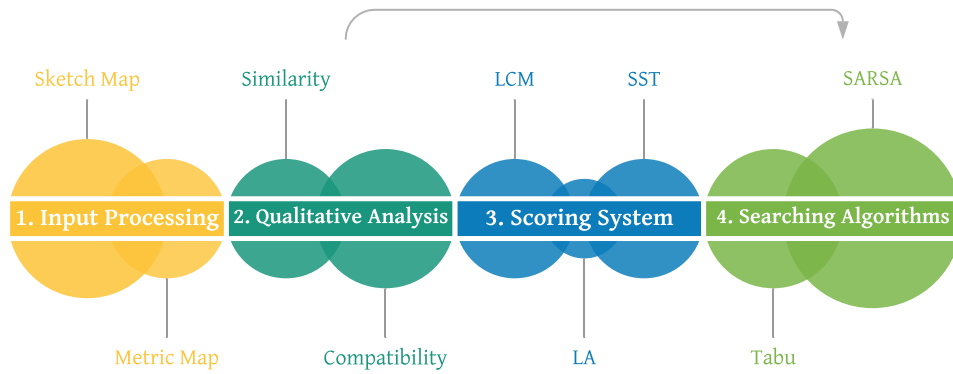 Sketch Map
Similarity
LCM
SST
SARSA
1. Input Processing
2. Qualitative Analysis
3. Scoring System
4. Searching Algorithms
Metric Map
Compatibility
LA
Tabu